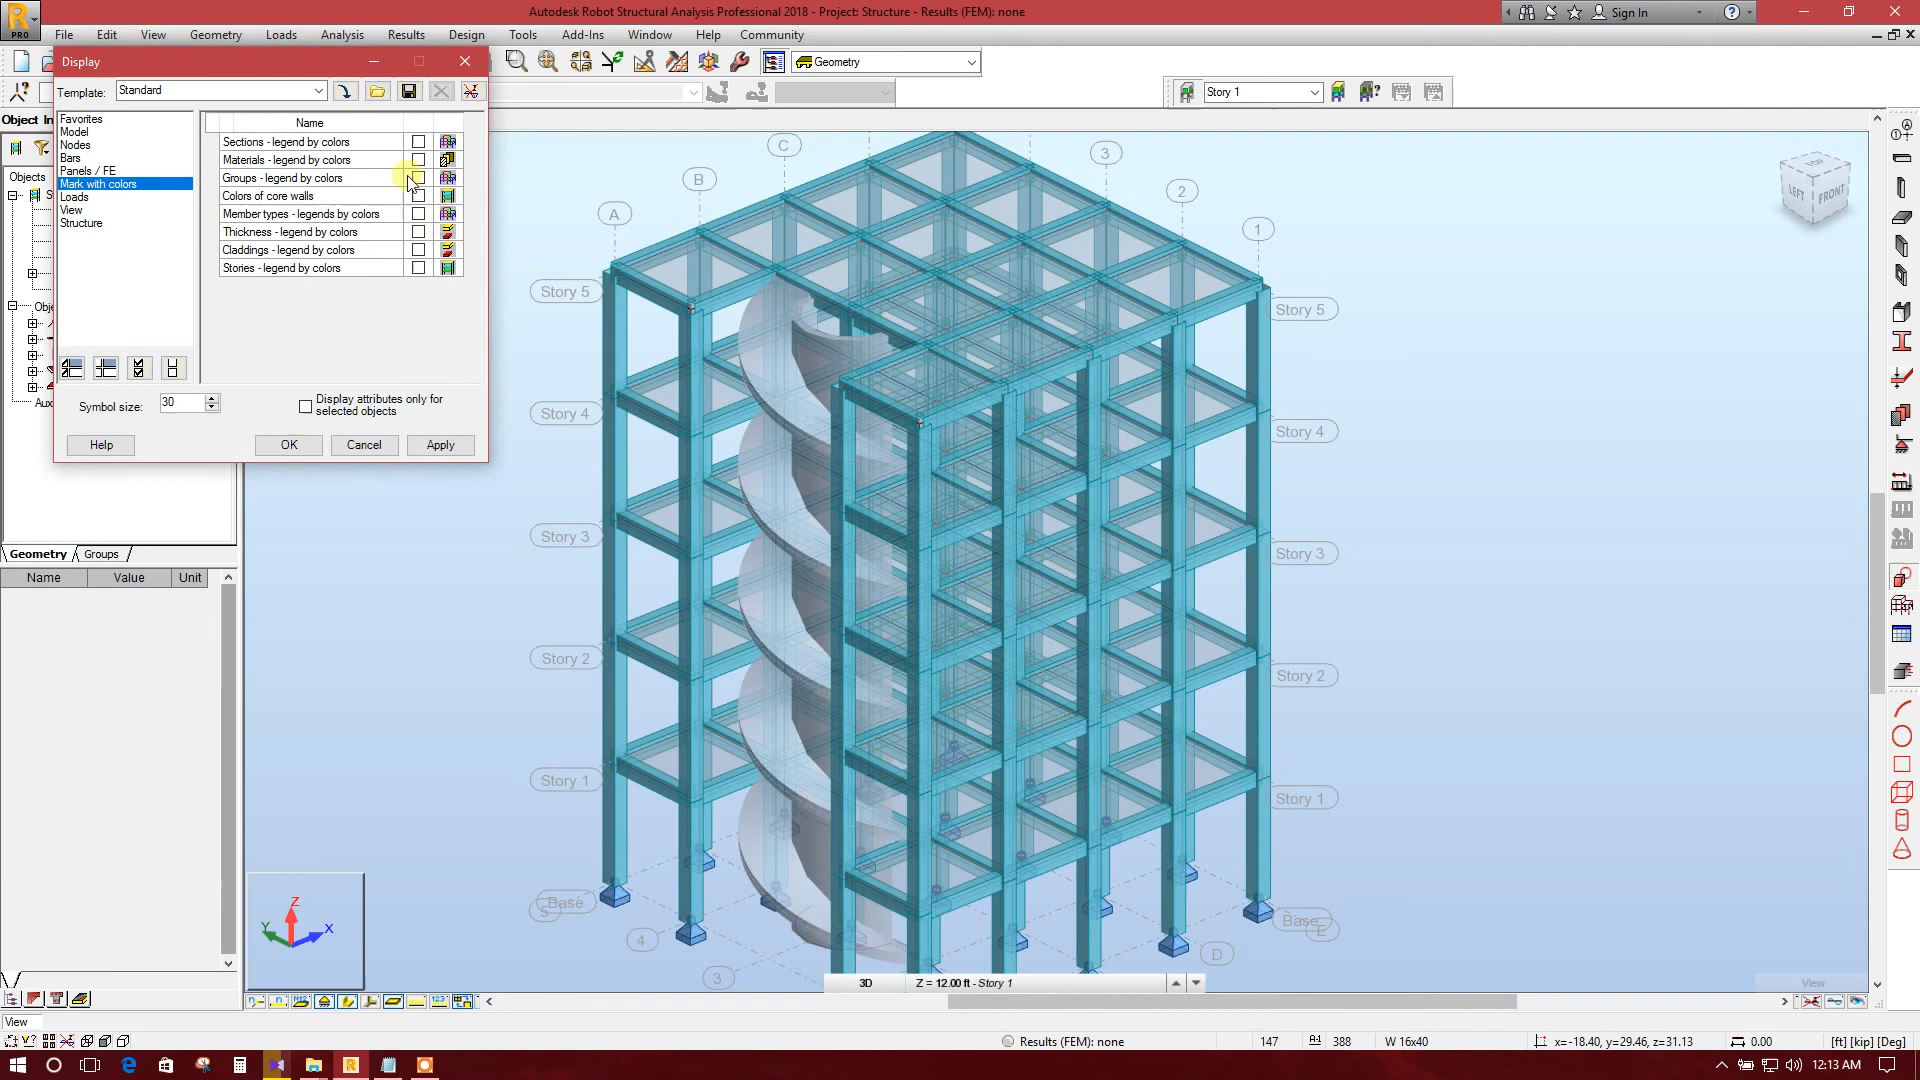 Autodesk Robot Structural Analysis Professional 2018 - Project: Structure - Results (FEM): none
Sign In
PRO
File Edit View Geometry Loads Analysis Results Design Tools Add-Ins Window Help Community
Display
Geometry
Template: Standard
Story 1
Object In
Favorites
Model
Nodes
Bars
Panels / FE
Mark with colors
Loads
View
Structure
Name
Sections - legend by colors
Materials - legend by colors
Groups - legend by colors
Colors of core walls
Member types - legends by colors
Thickness - legend by colors
Claddings - legend by colors
Stories - legend by colors
Objects
Symbol size: 30
Display attributes only for
selected objects
Help OK Cancel Apply
Geometry Groups
Name Value Unit
C
B
A
3
2
1
TOP
LEFT
FRONT
Story 5
Story 5
Story 4
Story 4
Story 3
Story 3
Story 2
Story 2
Story 1
Story 1
Base
5
Base
E
4
D
3
Z
Y
X
3D
Z = 12.00 ft - Story 1
View
View
Results (FEM): none
147
388
W 16x40
x=-18.40, y=29.46, z=31.13
0.00
[ft] [kip] [Deg]
12:13 AM